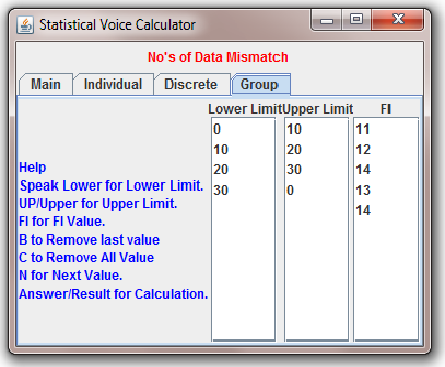 Statistical Voice Calculator
No's of Data Mismatch
Main Individual Discrete Group
Lower Limit Upper Limit FI
0 10 11
10 20 12
20 30 14
30 0 13
14
Help
Speak Lower for Lower Limit.
UP/Upper for Upper Limit.
FI for FI Value.
B to Remove last value
C to Remove All Value
N for Next Value.
Answer/Result for Calculation.